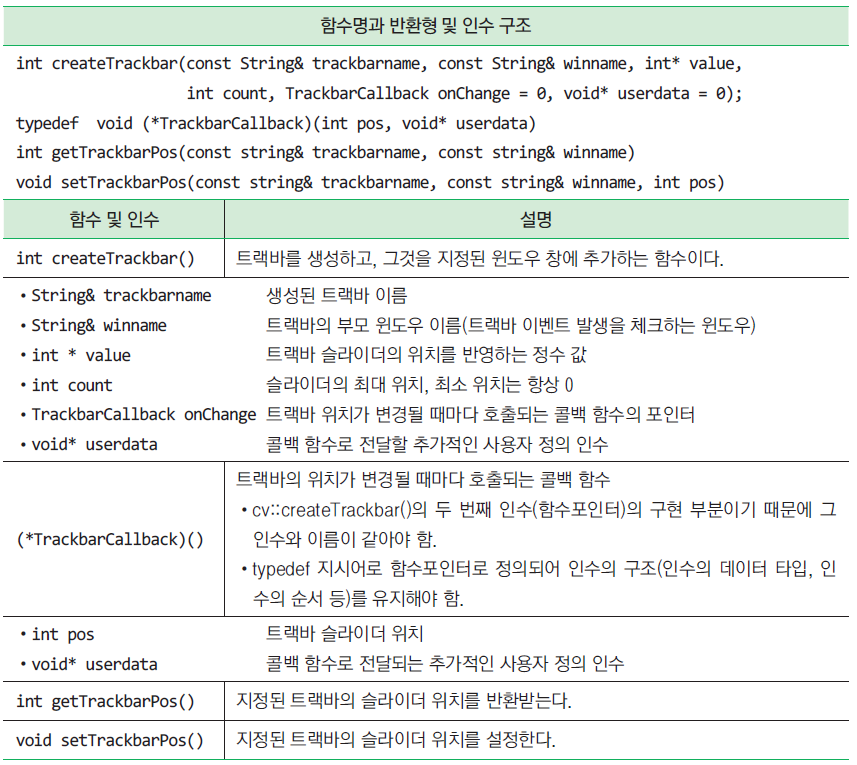 함수명과 반환형 및 인수 구조
int createTrackbar(const String& trackbarname, const String& winname, int* value,
int count, TrackbarCallback onChange = 0, void* userdata = 0);
typedef void (*TrackbarCallback)(int pos, void* userdata)
int getTrackbarPos(const string& trackbarname, const string& winname)
void setTrackbarPos(const string& trackbarname, const string& winname, int pos)
함수 및 인수 설명
int createTrackbar() 트랙바를 생성하고, 그것을 지정된 윈도우 창에 추가하는 함수이다.
• String& trackbarname 생성된 트랙바 이름
• String& winname 트랙바의 부모 윈도우 이름(트랙바 이벤트 발생을 체크하는 윈도우)
• int * value 트랙바 슬라이더의 위치를 반영하는 정수 값
• int count 슬라이더의 최대 위치, 최소 위치는 항상 0
• TrackbarCallback onChange 트랙바 위치가 변경될 때마다 호출되는 콜백 함수의 포인터
• void* userdata 콜백 함수로 전달할 추가적인 사용자 정의 인수
(*TrackbarCallback)()
트랙바의 위치가 변경될 때마다 호출되는 콜백 함수
• cv::createTrackbar()의 두 번째 인수(함수포인터)의 구현 부분이기 때문에 그
인수와 이름이 같아야 함.
• typedef 지시어로 함수포인터로 정의되어 인수의 구조(인수의 데이터 타입, 인
수의 순서 등)를 유지해야 함.
• int pos 트랙바 슬라이더 위치
• void* userdata 콜백 함수로 전달되는 추가적인 사용자 정의 인수
int getTrackbarPos() 지정된 트랙바의 슬라이더 위치를 반환받는다.
void setTrackbarPos() 지정된 트랙바의 슬라이더 위치를 설정한다.